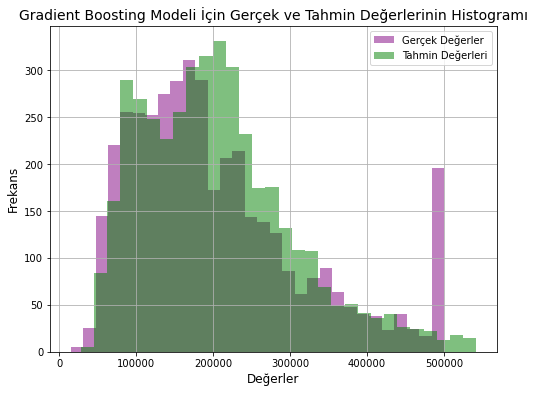 Gradient Boosting Modeli İçin Gerçek ve Tahmin Değerlerinin Histogramı
Gerçek Değerler
Tahmin Değerleri
Frekans
300
250
200
150
100
50
0
0
100000
200000
300000
400000
500000
Değerler